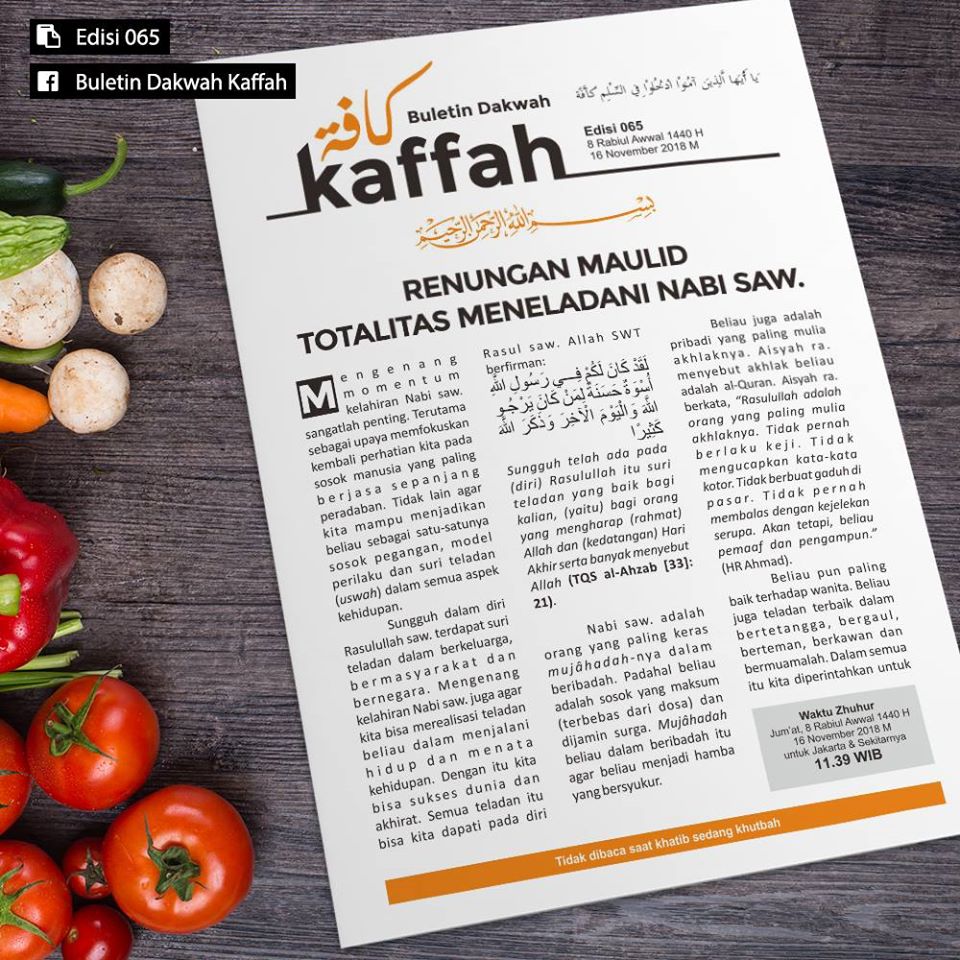 Edisi 065
Buletin Dakwah Kaffah
كافة
Buletin Dakwah
kaffah
يَا أَيُّهَا الَّذِينَ آمَنُوا ادْخُلُوا فِي السِّلْمِ كَافَّةً
Edisi 065
8 Rabiul Awwal 1440 H
16 November 2018 M
بِسْمِ اللهِ الرَّحْمَنِ الرَّحِيْمِ
RENUNGAN MAULID
TOTALITAS MENELADANI NABI SAW.
Mengenang
momentum
kelahiran Nabi saw.
sangatlah penting. Terutama
sebagai upaya memfokuskan
kembali perhatian kita pada
sosok manusia yang paling
berjasa sepanjang
peradaban. Tidak lain agar
kita mampu menjadikan
beliau sebagai satu-satunya
sosok pegangan, model
perilaku dan suri teladan
(uswah) dalam semua aspek
kehidupan.
Sungguh dalam diri
Rasulullah saw. terdapat suri
teladan dalam berkeluarga,
bermasyarakat dan
bernegara. Mengenang
kelahiran Nabi saw. juga agar
kita bisa merealisasi teladan
beliau dalam menjalani
hidup dan menata
kehidupan. Dengan itu kita
bisa sukses dunia dan
akhirat. Semua teladan itu
bisa kita dapati pada diri
Rasul saw. Allah SWT
berfirman:
لَقَدْ كَانَ لَكُمْ فِي رَسُولِ اللَّهِ
أُسْوَةٌ حَسَنَةٌ لِمَنْ كَانَ يَرْجُو
اللَّهَ وَالْيَوْمَ الْآخِرَ وَذَكَرَ اللَّهَ
كَثِيرًا
Sungguh telah ada pada
(diri) Rasulullah itu suri
teladan yang baik bagi
kalian, (yaitu) bagi orang
yang mengharap (rahmat)
Allah dan (kedatangan) Hari
Akhir serta banyak menyebut
Allah (TQS al-Ahzab [33]:
21).
Nabi saw. adalah
orang yang paling keras
mujâhadah-nya dalam
beribadah. Padahal beliau
adalah sosok yang maksum
(terbebas dari dosa) dan
dijamin surga. Mujâhadah
beliau dalam beribadah itu
agar beliau menjadi hamba
yang bersyukur.
Beliau juga adalah
pribadi yang paling mulia
akhlaknya. Aisyah ra.
menyebut akhlak beliau
adalah al-Quran. Aisyah ra.
berkata, “Rasulullah adalah
orang yang paling mulia
akhlaknya. Tidak pernah
berlaku keji. Tidak
mengucapkan kata-kata
kotor. Tidak berbuat gaduh di
pasar. Tidak pernah
membalas dengan kejelekan
serupa. Akan tetapi, beliau
pemaaf dan pengampun.”
(HR Ahmad).
Beliau pun paling
baik terhadap wanita. Beliau
juga teladan terbaik dalam
bertetangga, bergaul,
berteman, berkawan dan
bermuamalah. Dalam semua
itu kita diperintahkan untuk
Waktu Zhuhur
Jum'at, 8 Rabiul Awwal 1440 H
16 November 2018 M
untuk Jakarta & Sekitarnya
11.39 WIB
Tidak dibaca saat khatib sedang khutbah